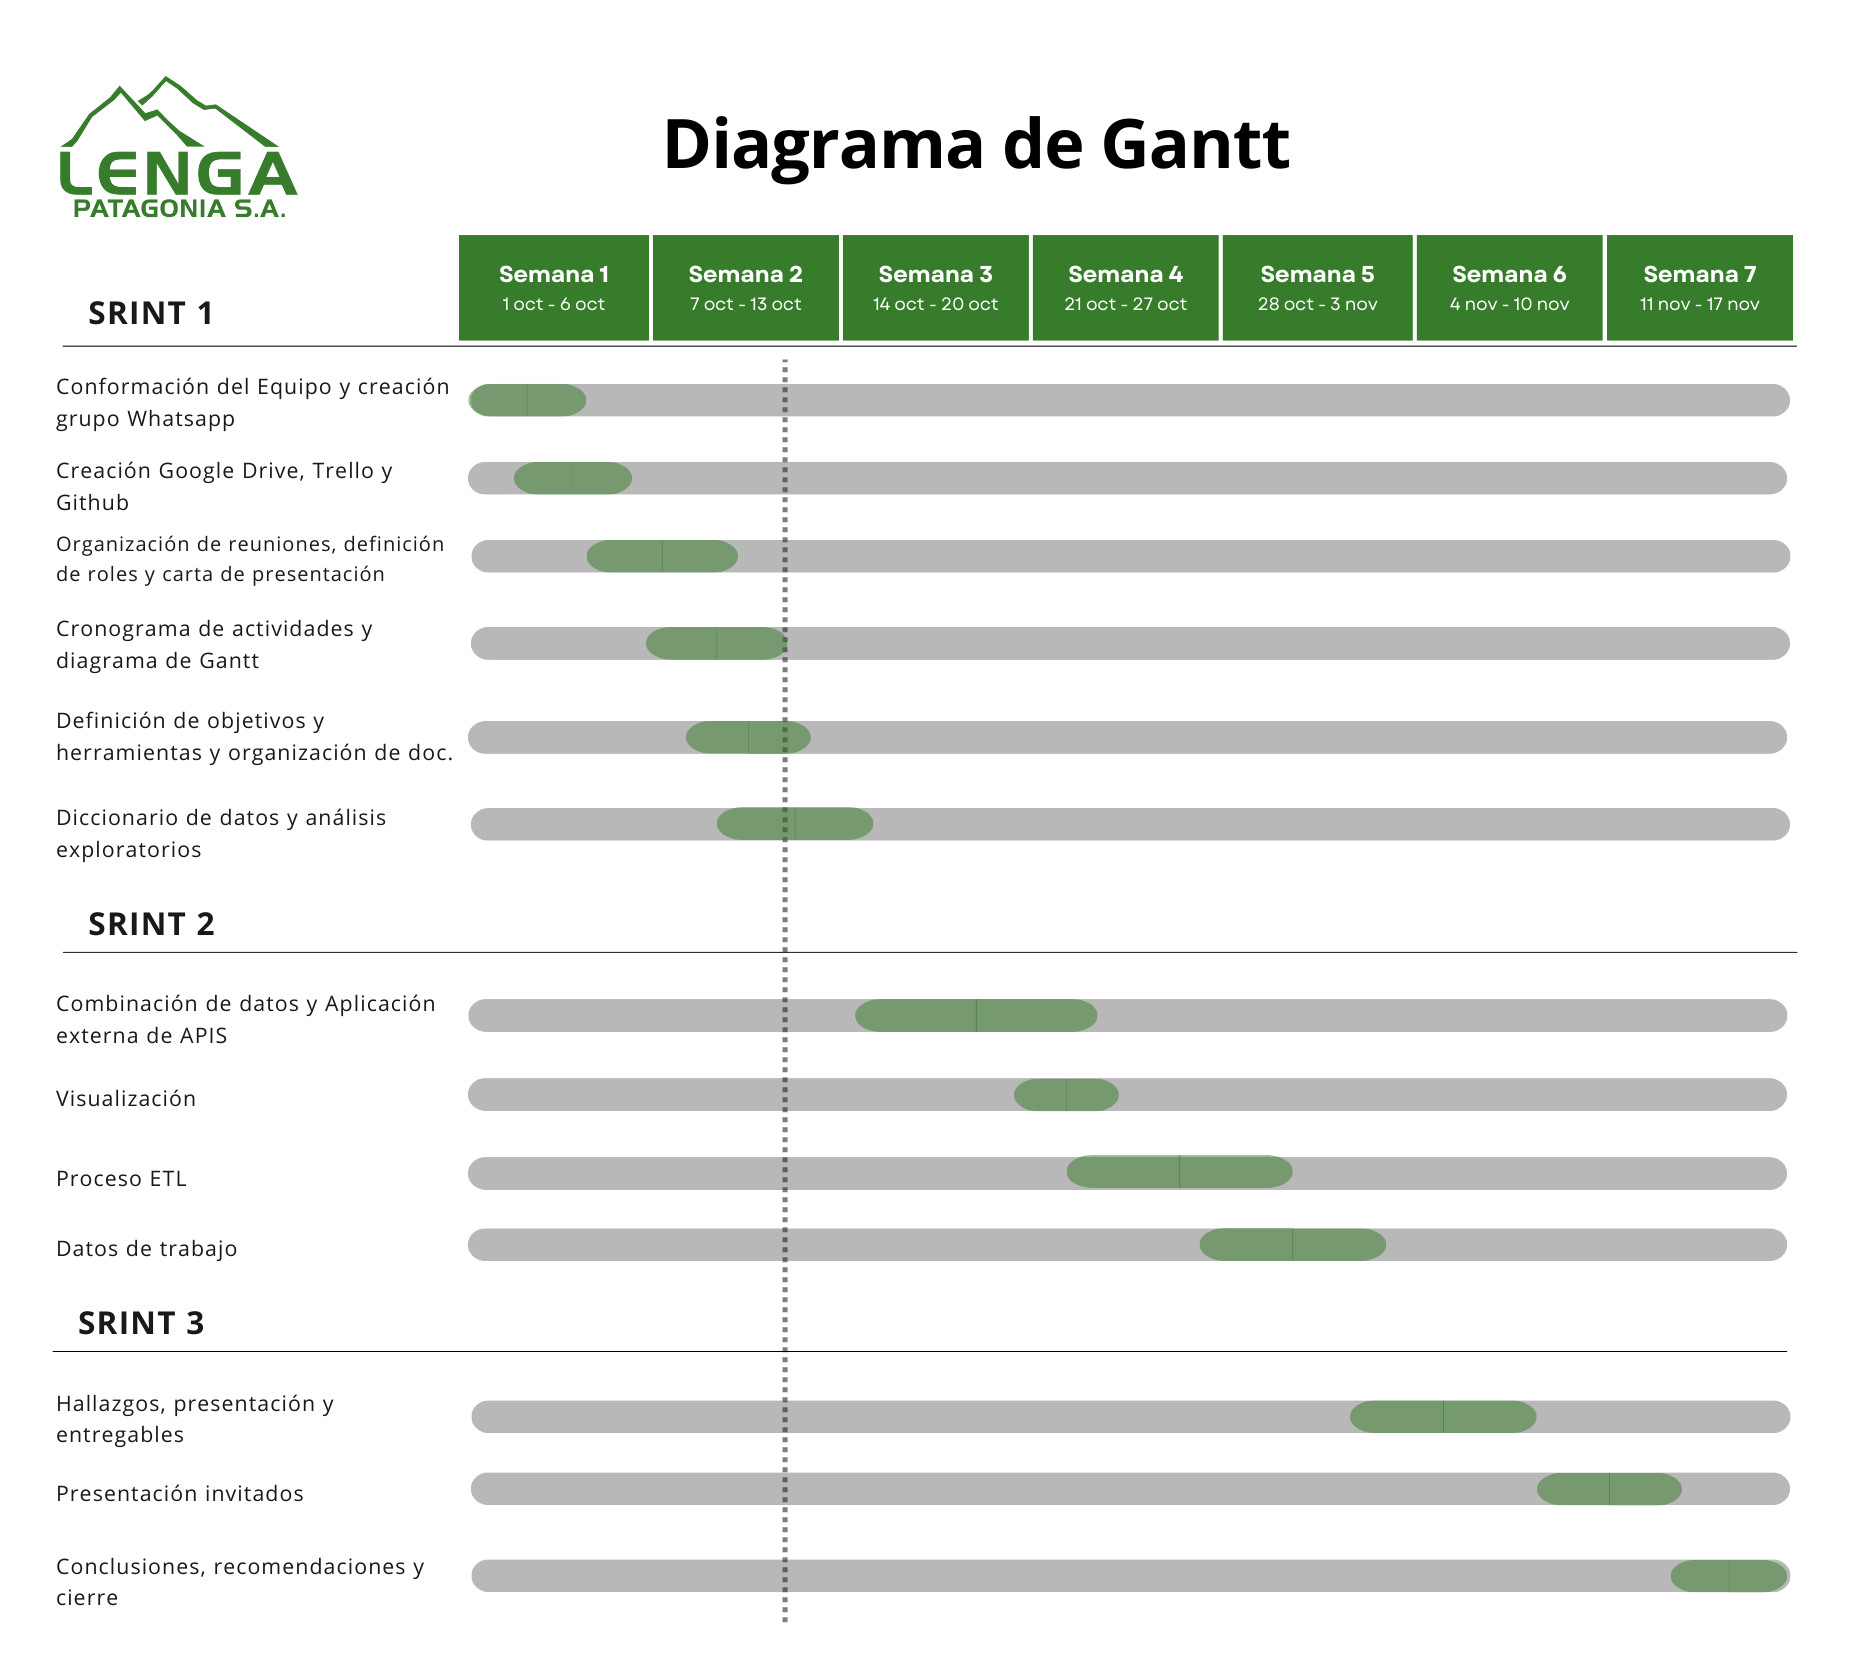 LENGA
PATAGONIA S.A.
Diagrama de Gantt
SRINT 1
Semana 1
1 oct - 6 oct
Semana 2
7 oct - 13 oct
Semana 3
14 oct - 20 oct
Semana 4
21 oct - 27 oct
Semana 5
28 oct - 3 nov
Semana 6
4 nov - 10 nov
Semana 7
11 nov - 17 nov
Conformación del Equipo y creación
grupo Whatsapp
Creación Google Drive, Trello y
Github
Organización de reuniones, definición
de roles y carta de presentación
Cronograma de actividades y
diagrama de Gantt
Definición de objetivos y
herramientas y organización de doc.
Diccionario de datos y análisis
exploratorios
SRINT 2
Combinación de datos y Aplicación
externa de APIS
Visualización
Proceso ETL
Datos de trabajo
SRINT 3
Hallazgos, presentación y
entregables
Presentación invitados
Conclusiones, recomendaciones y
cierre